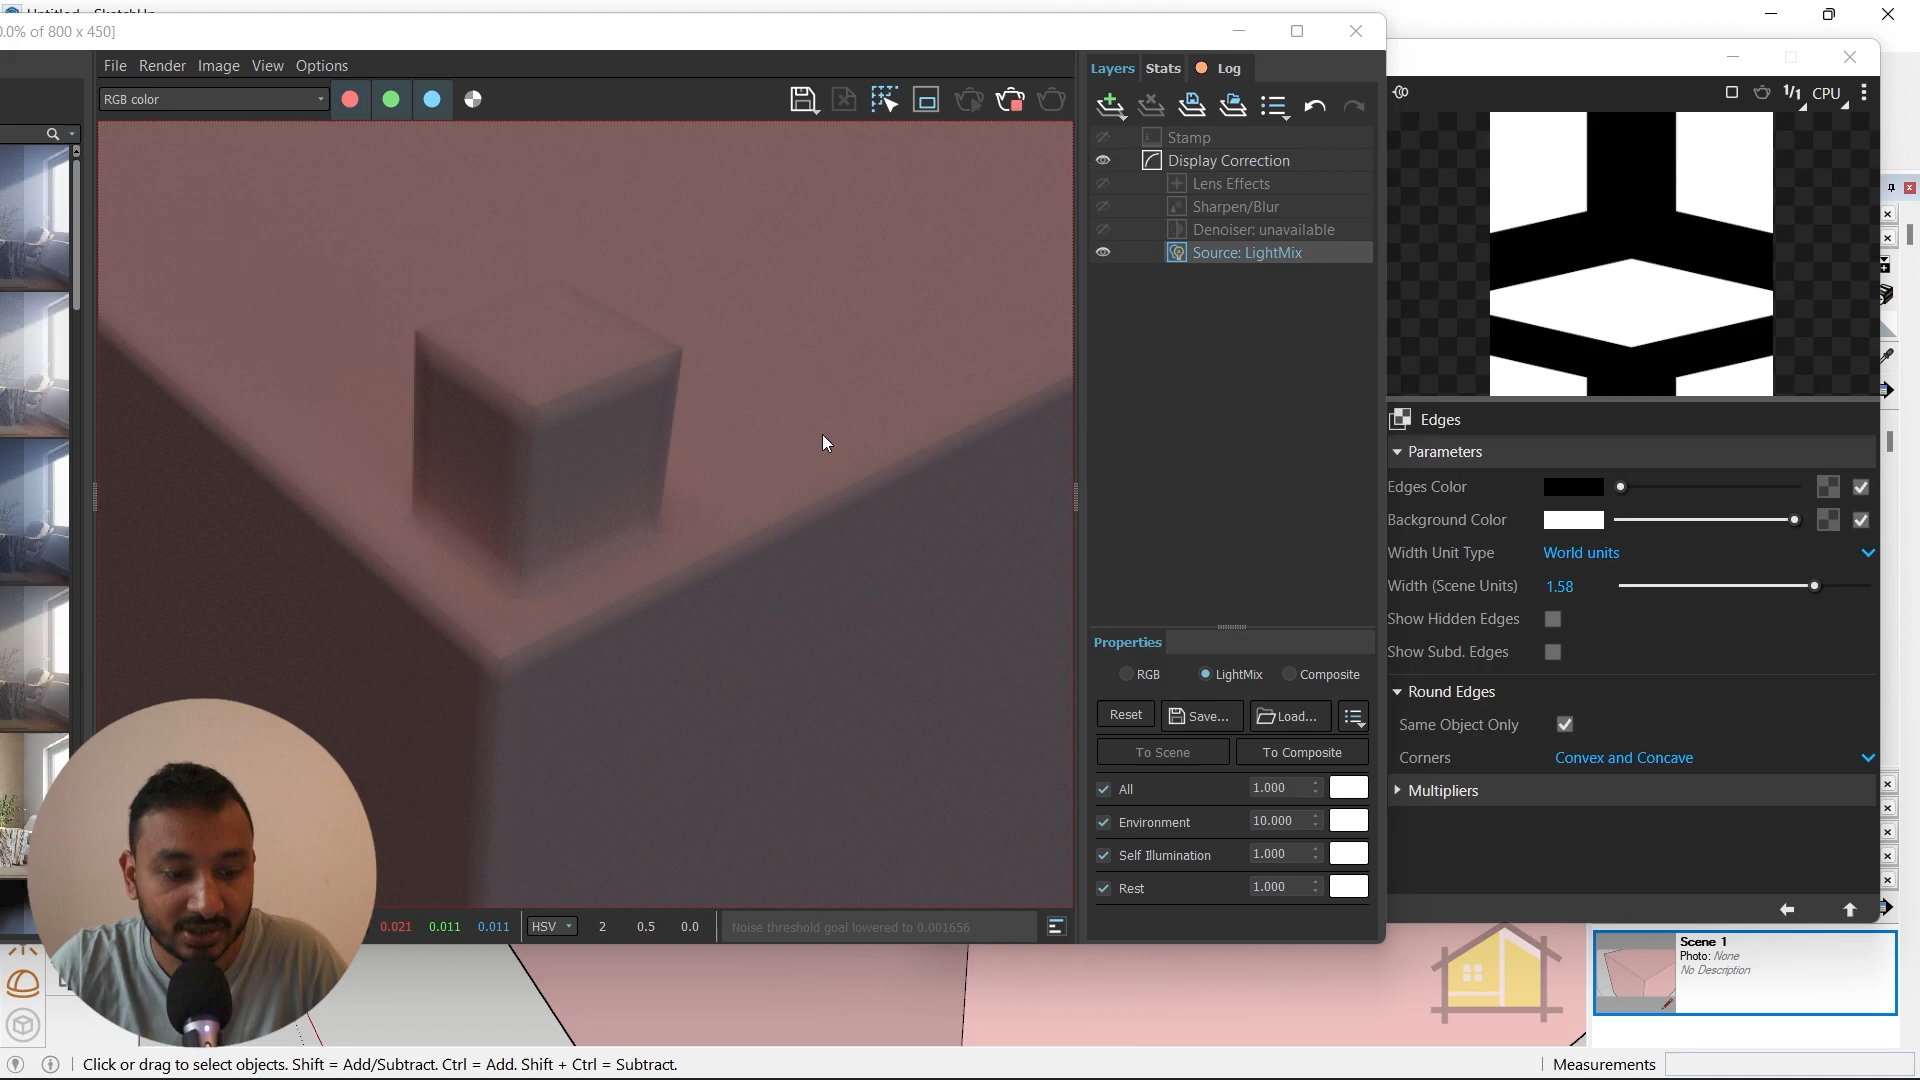 0.0% of 800 x 450]
File Render Image View Options
RGB color
Layers Stats Log
Stamp
Display Correction
Lens Effects
Sharpen/Blur
Denoiser: unavailable
Source: LightMix
Properties
RGB LightMix Composite
Reset Save... Load...
To Scene To Composite
All 1.000
Environment 10.000
Self Illumination 1.000
Rest 1.000
0.021 0.011 0.011 HSV 2 0.5 0.0 Noise threshold goal lowered to 0.001656
1/1 CPU
Edges
Parameters
Edges Color
Background Color
Width Unit Type World units
Width (Scene Units) 1.58
Show Hidden Edges
Show Subd. Edges
Round Edges
Same Object Only
Corners Convex and Concave
Multipliers
Scene 1
Photo: None
No Description
Click or drag to select objects. Shift = Add/Subtract. Ctrl = Add. Shift + Ctrl = Subtract.
Measurements